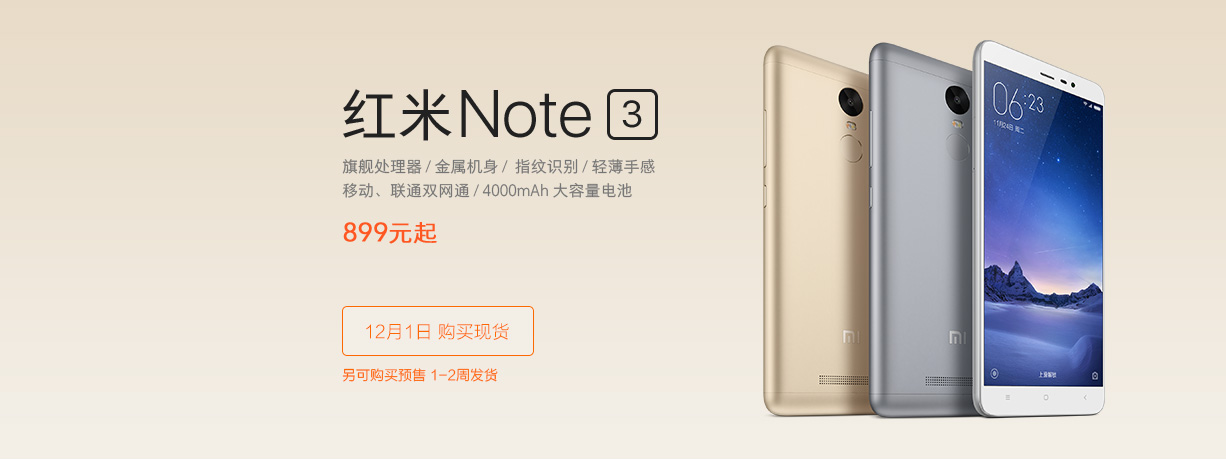 红米Note 3
旗舰处理器 / 金属机身 / 指纹识别 / 轻薄手感
移动、联通双网通 / 4000mAh 大容量电池
899元起
12月1日 购买现货
另可购买预售 1-2周发货
06:23
11月24日 周二
上滑解锁
MI
MI